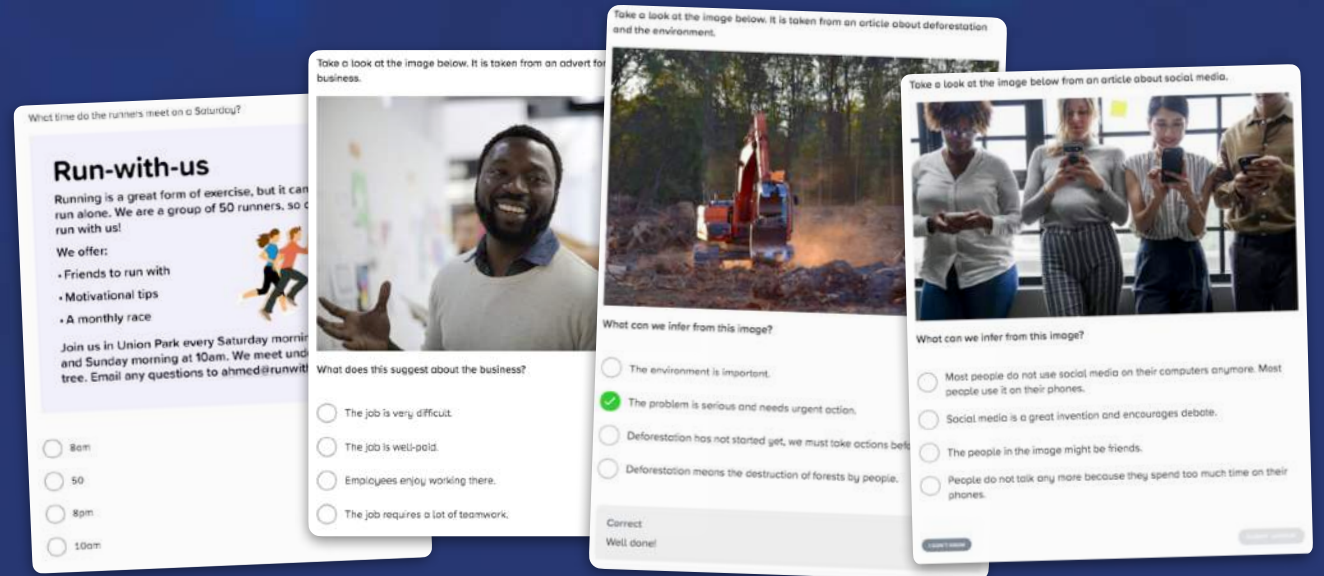 What time do the runners meet on a Saturday?
Run-with-us
Running is a great form of exercise, but it can
run alone. We are a group of 50 runners, so
run with us!
We offer:
• Friends to run with
• Motivational tips
• A monthly race
Join us in Union Park every Saturday
and Sunday morning at 10am. We meet
tree. Email any questions to
8am
50
8pm
10am
Take a look at the image below. It is taken from an advert for
business.
What does this suggest about the business?
The job is very difficult.
The job is well-paid.
Employees enjoy working there.
The job requires a lot of teamwork.
Take a look at the image below. It is taken from an article about deforestation
and the environment.
What can we infer from this image?
The environment is important.
The problem is serious and needs urgent action.
Deforestation has not started yet, we must take actions
Deforestation means the destruction of forests by people.
Correct
Well done!
Take a look at the image below from an article about social media.
What can we infer from this image?
Most people do not use social media on their computers anymore. Most
people use it on their phones.
Social media is a great invention and encourages debate.
The people in the image might be friends.
People do not talk any more because they spend too much time on their
phones.
I DON'T KNOW